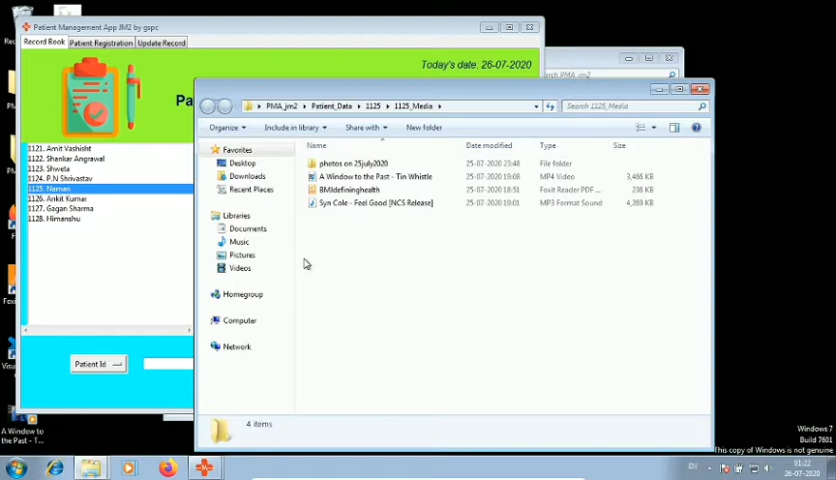 Patient Management App JM2 by gspc
Record Book Patient Registration Update Record
Today's date. 26-07-2020
Pa
1121. Amit Vashisht
1122. Shankar Angrawal
1123. Shweta
1124. P.N Shrivastav
1125. Naman
1126. Ankit Kumar
1127. Gagan Sharma
1128. Himanshu
Patient Id
PMA_jm2 Patient_Data 1125 1125_Media
Search 1125_Media
Organize Include in library Share with New folder
Name Date modified Type Size
photos on 25july2020 25-07-2020 23:48 File folder
A Window to the Past - Tin Whistle 25-07-2020 19:08 MP4 Video 3,466 KB
BMIdefininghealth 25-07-2020 18:51 Foxit Reader PDF ... 236 KB
Syn Cole - Feel Good [NCS Release] 25-07-2020 19:01 MP3 Format Sound 4,269 KB
Favorites
Desktop
Downloads
Recent Places
Libraries
Documents
Music
Pictures
Videos
Homegroup
Computer
Network
4 items
A Window to
the Past - T...
Windows 7
Build 7601
This copy of Windows is not genuine
EN
01:22
26-07-2020